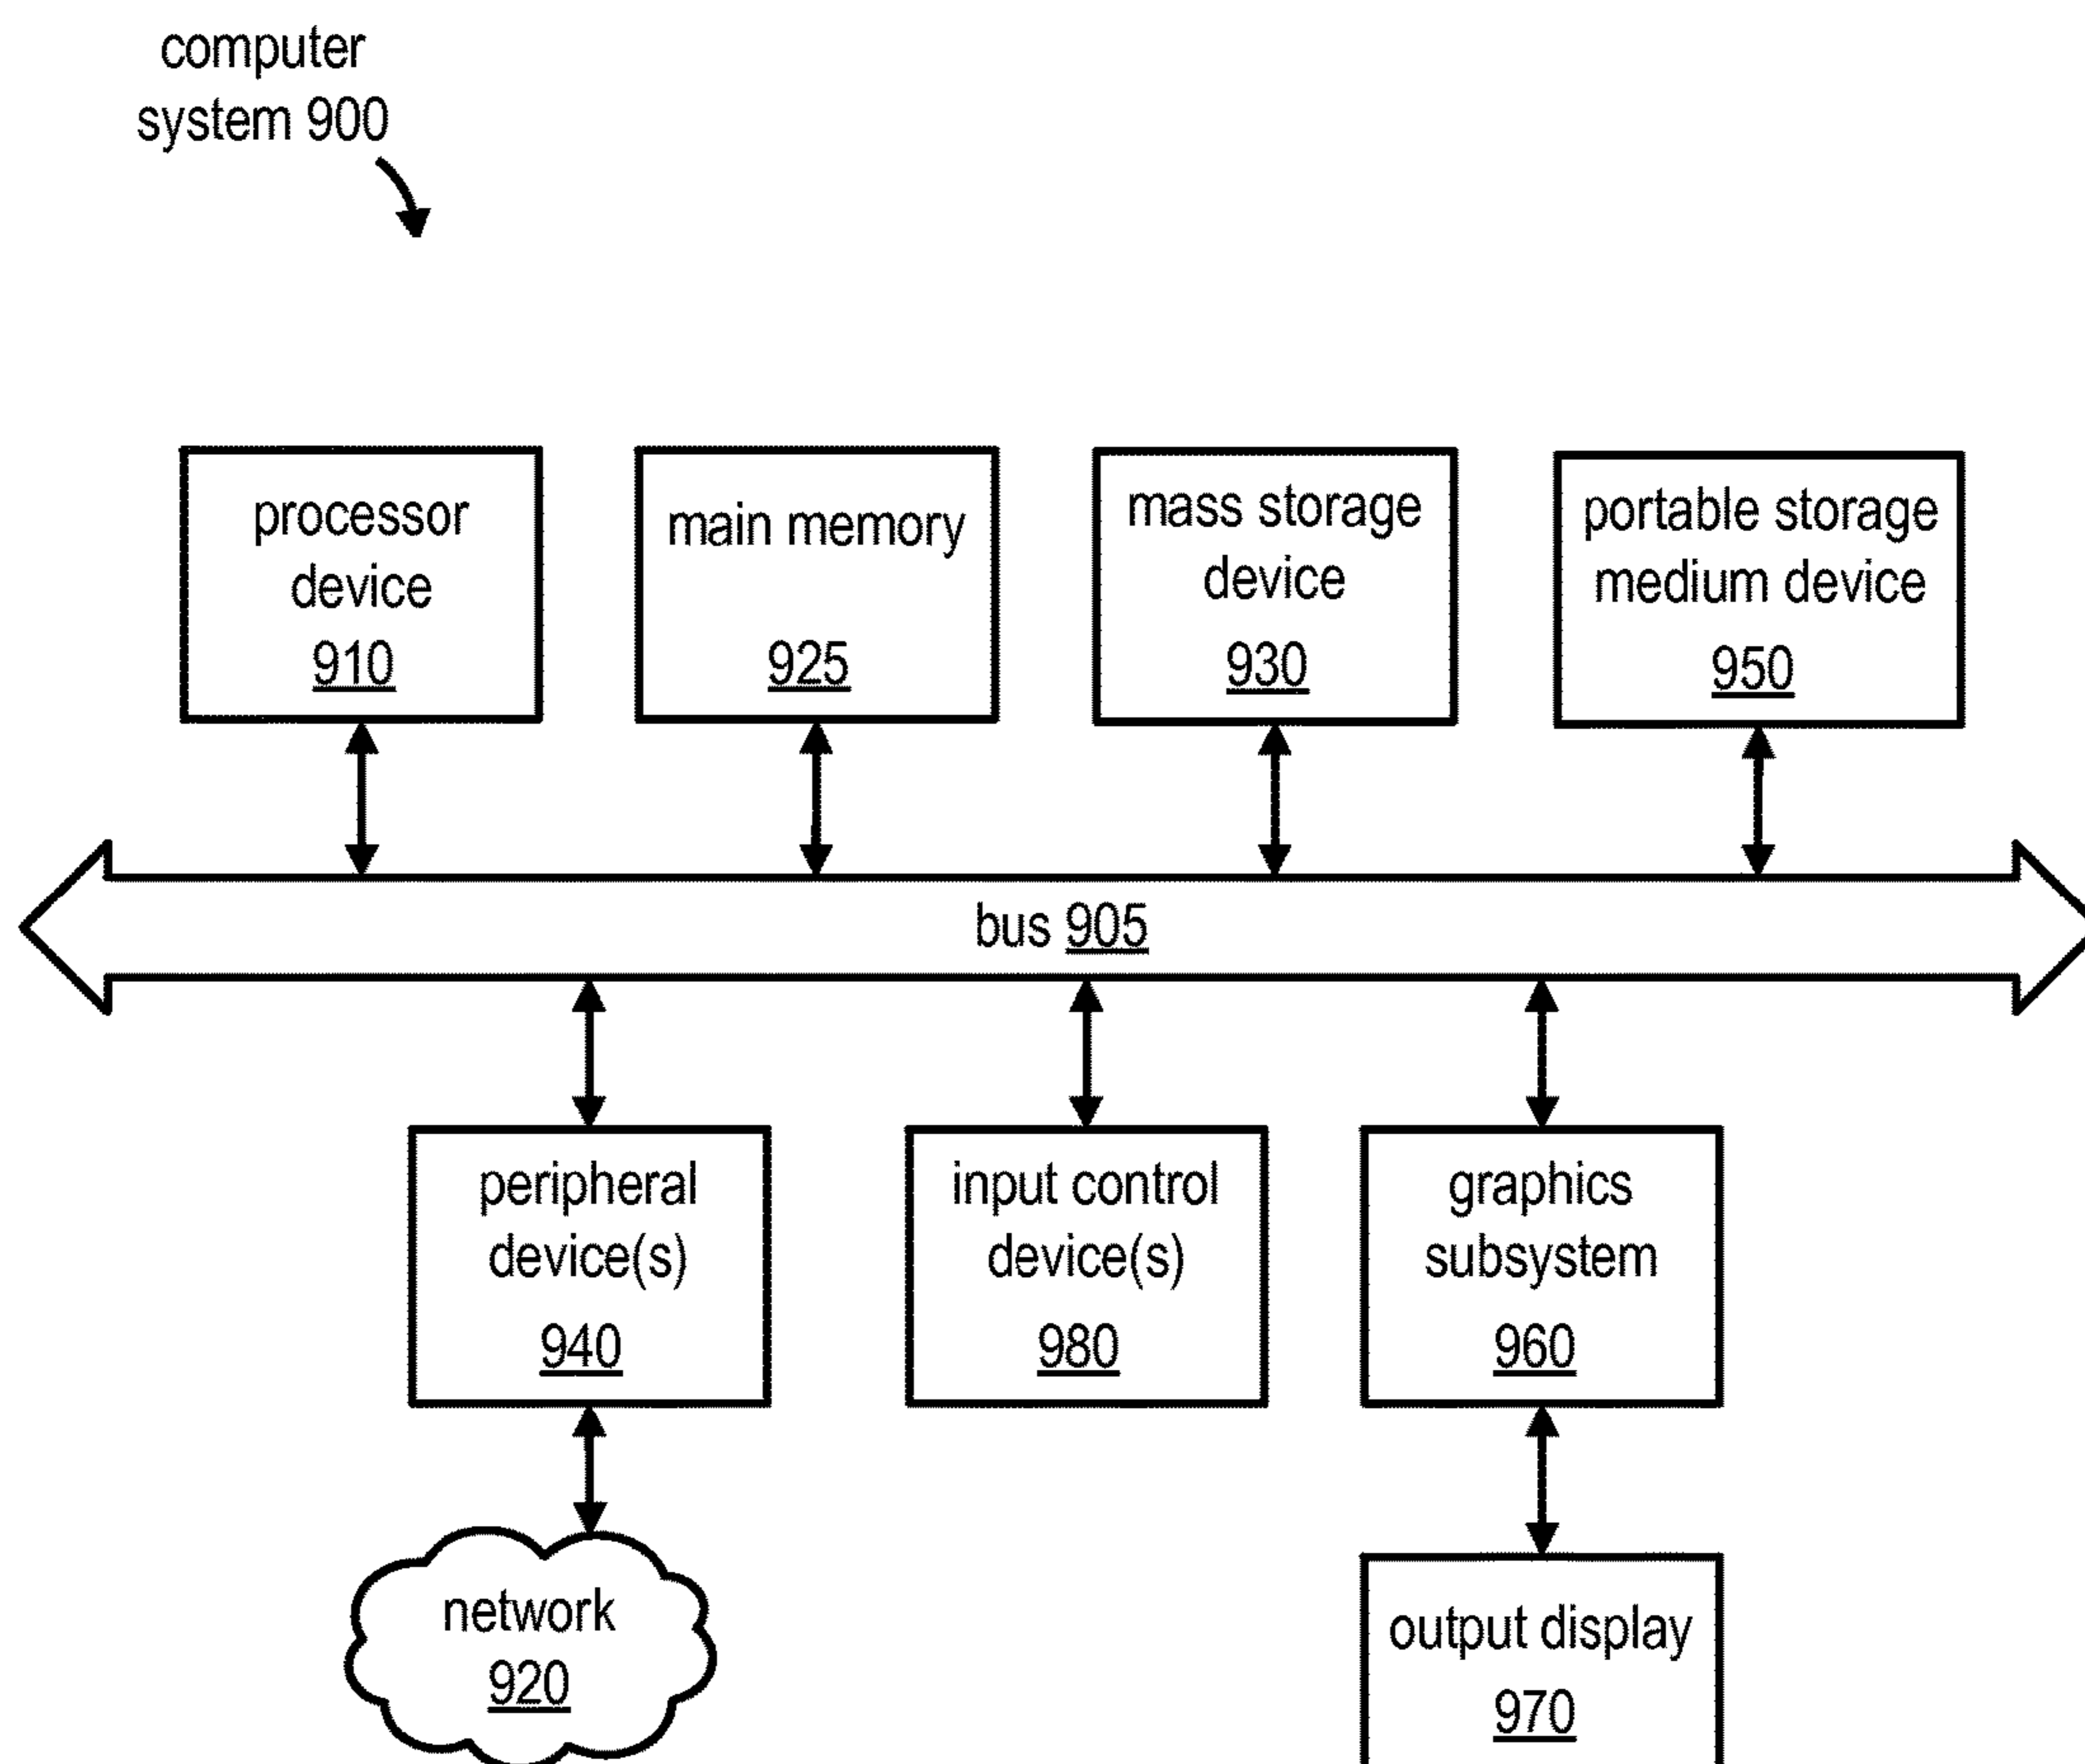 computer
system 900
processor
device
910
main memory
925
mass storage
device
930
portable storage
medium device
950
bus 905
peripheral
device(s)
940
input control
device(s)
980
graphics
subsystem
960
network
920
output display
970